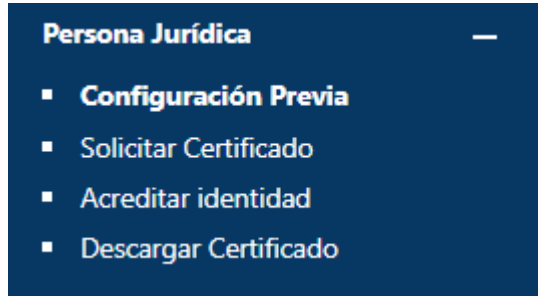 Persona Jurídica
Configuración Previa
Solicitar Certificado
Acreditar identidad
Descargar Certificado